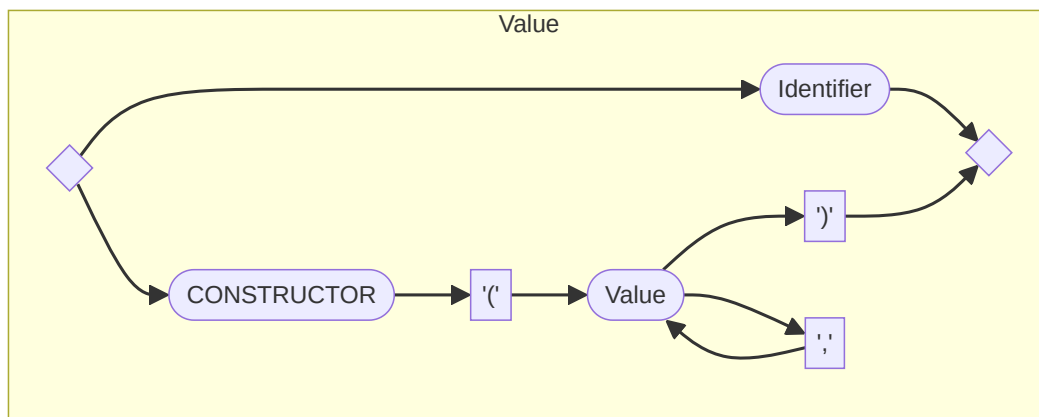 Value
Identifier
')'
CONSTRUCTOR
'('
Value
','